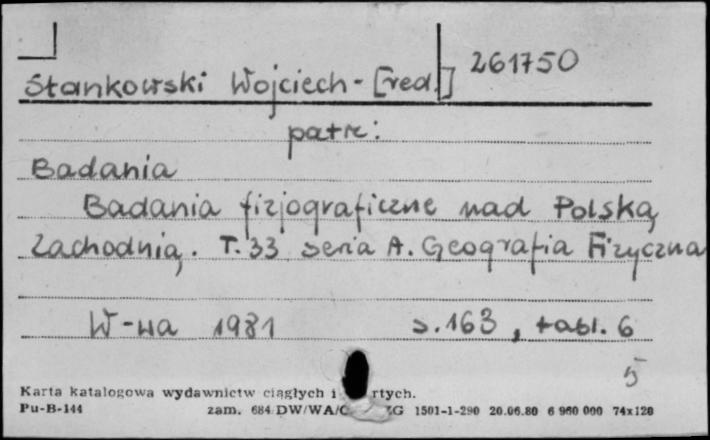 Stankowski Wojciech - [red.] 261750
patrz:
Badania
Badania fizjograficzne nad Polską
Zachodnią. T. 33 seria A. Geografia Fizyczna
W-wa 1981 s. 163, tabl. 6
5
Karta katalogowa wydawnictw ciągłych i rtych.
Pu-B-144 zam. 684 DW/WA/ ZG 1501-1-290 20.06.80 6 960 000 74x120